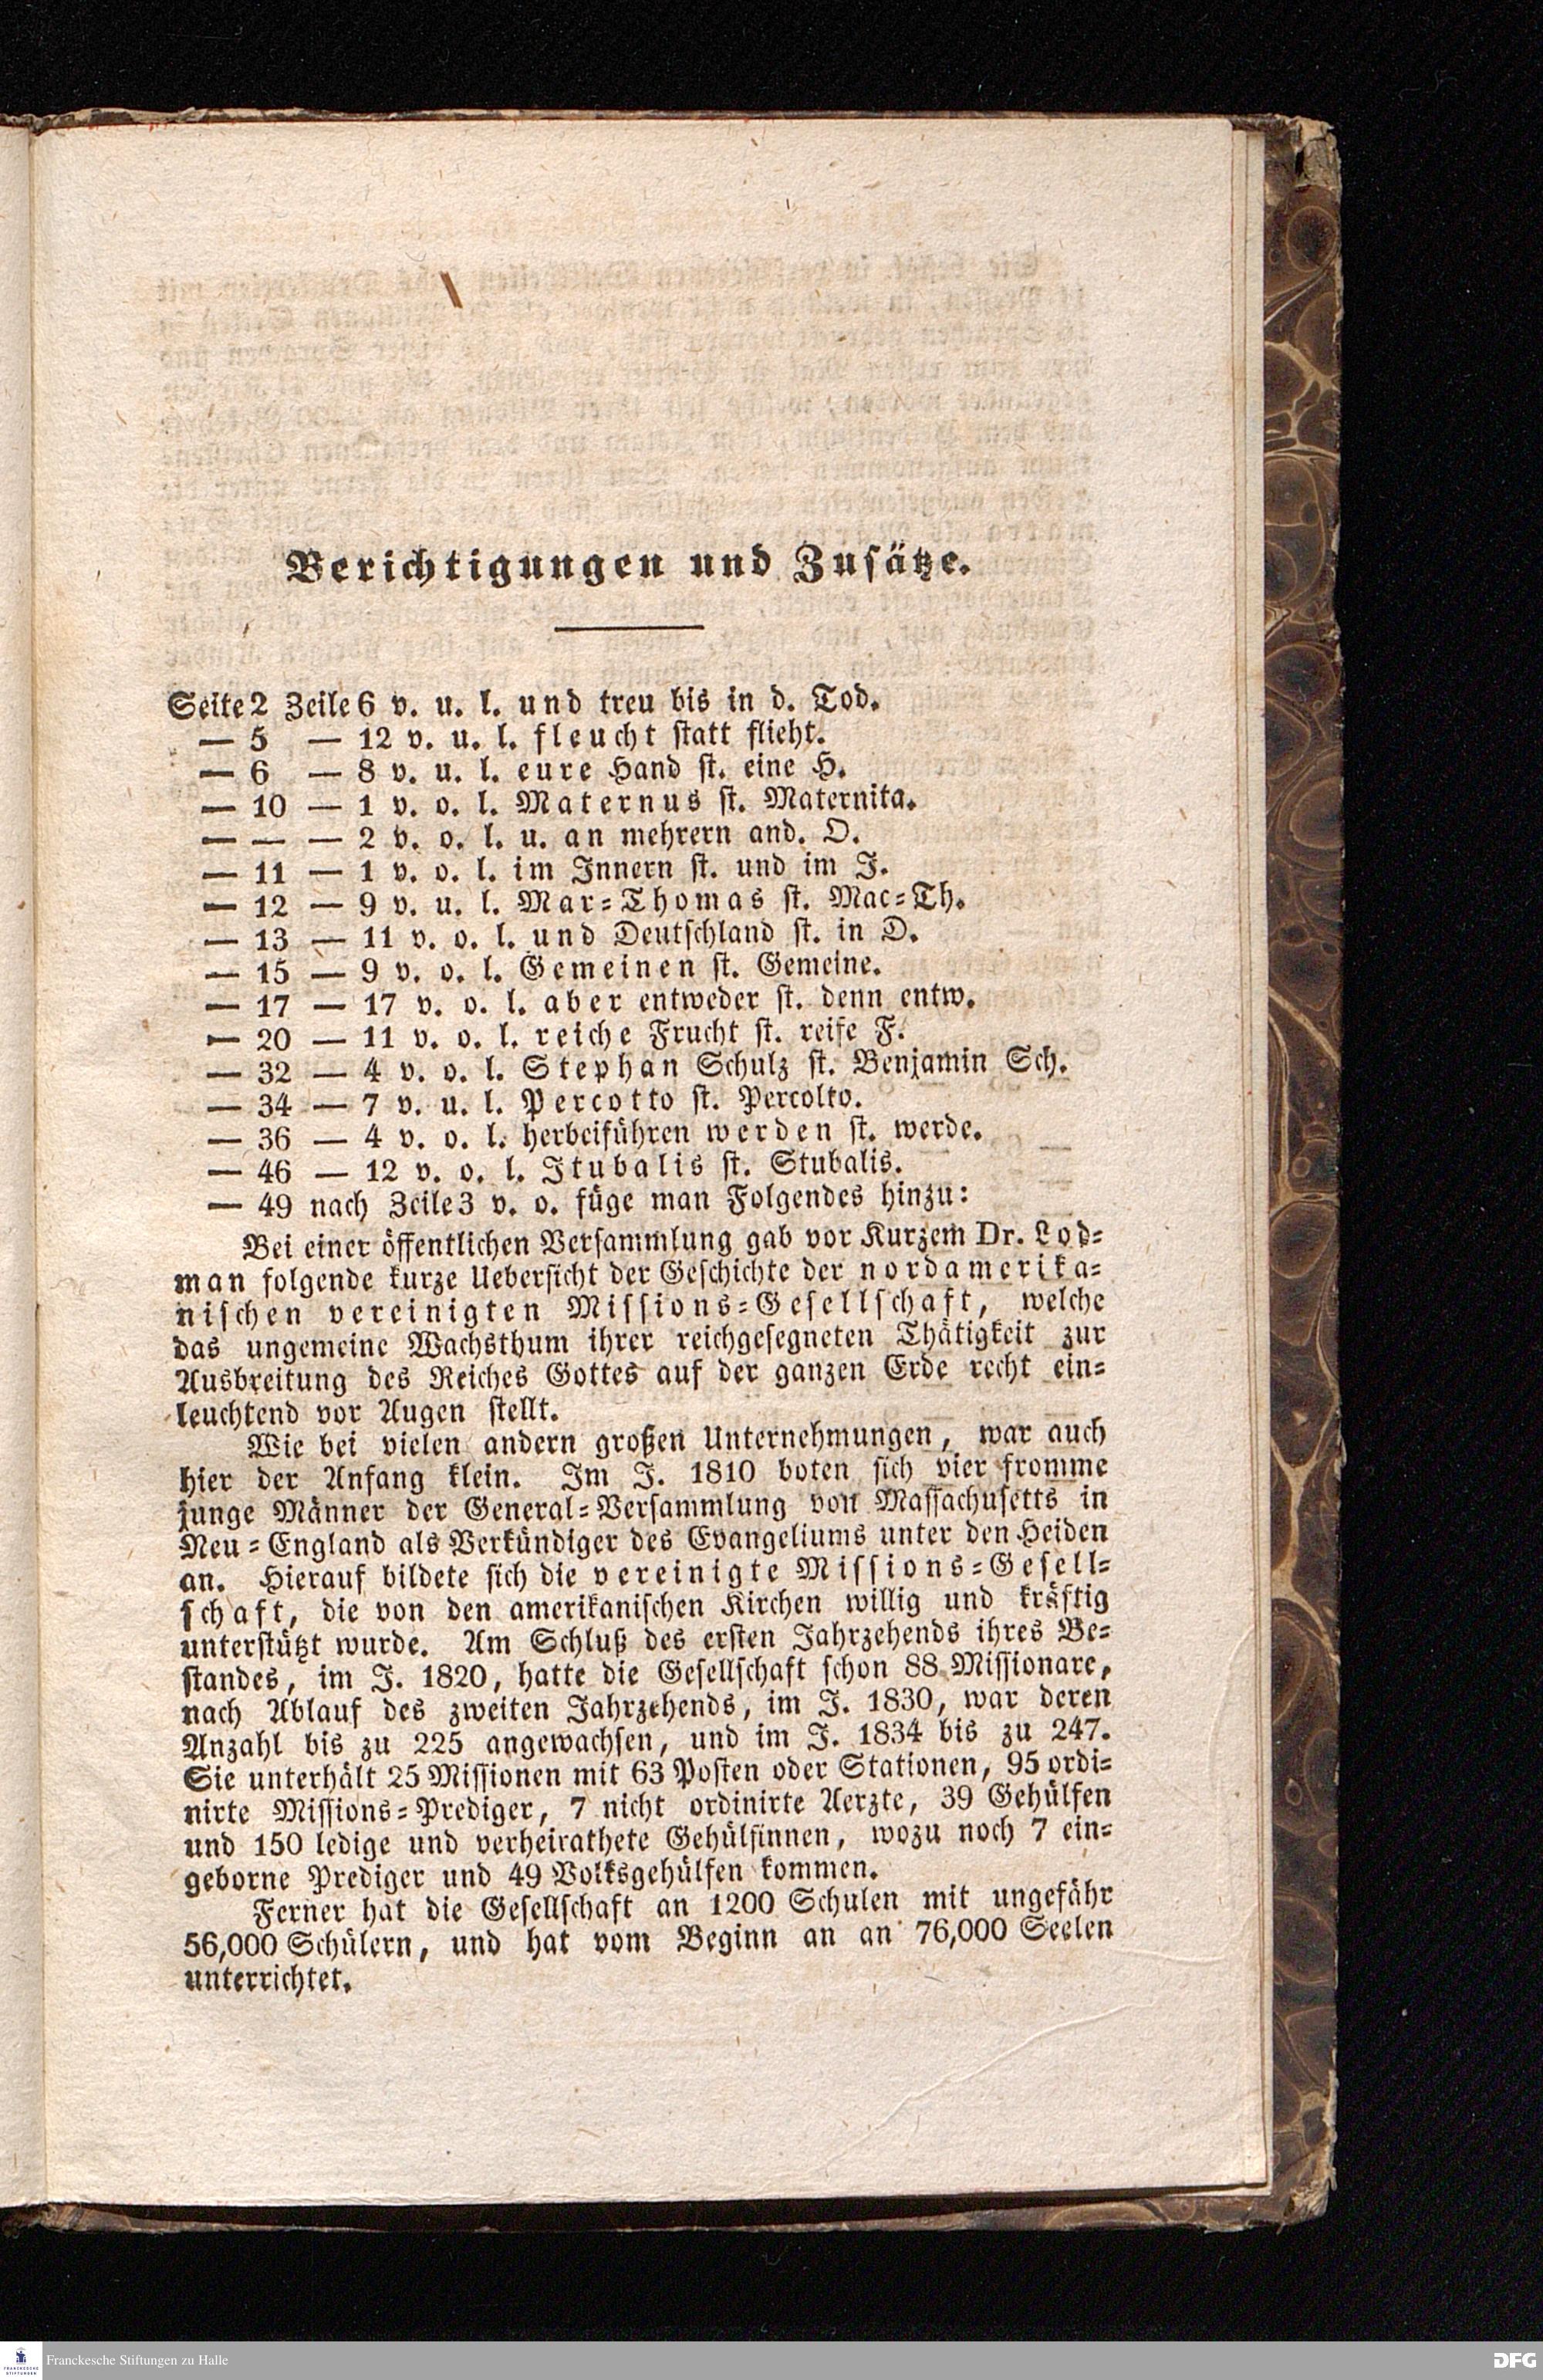 Berichtigungen und Zusätze.
Seite 2 Zeile 6 v. u. l. und treu bis in d. Tod.
— 5 — 12 v. u. l. fleucht statt flieht.
— 6 — 8 v. u. l. eure Hand st. eine H.
— 10 — 1 v. o. l. Maternus st. Maternita.
— — — 2 v. o. l. u. an mehrern and. O.
— 11 — 1 v. o. l. im Innern st. und im J.
— 12 — 9 v. u. l. Mar-Thomas st. Mac-Th.
— 13 — 11 v. o. l. und Deutschland st. in D.
— 15 — 9 v. o. l. Gemeinen st. Gemeine.
— 17 — 17 v. o. l. aber entweder st. denn entw.
— 20 — 11 v. o. l. reiche Frucht st. reife F.
— 32 — 4 v. o. l. Stephan Schulz st. Benjamin Sch.
— 34 — 7 v. u. l. Percotto st. Percolto.
— 36 — 4 v. o. l. herbeiführen werden st. werde.
— 46 — 12 v. o. l. Itubalis st. Stubalis.
— 49 nach Zeile 3 v. o. füge man Folgendes hinzu:
Bei einer öffentlichen Versammlung gab vor Kurzem Dr. Lod-
man folgende kurze Uebersicht der Geschichte der nordamerika-
nischen vereinigten Missions-Gesellschaft, welche
das ungemeine Wachsthum ihrer reichgesegneten Thätigkeit zur
Ausbreitung des Reiches Gottes auf der ganzen Erde recht ein-
leuchtend vor Augen stellt.
Wie bei vielen andern großen Unternehmungen, war auch
hier der Anfang klein. Im J. 1810 boten sich vier fromme
junge Männer der General-Versammlung von Massachusetts in
Neu-England als Verkündiger des Evangeliums unter den Heiden
an. Hierauf bildete sich die vereinigte Missions-Gesell-
schaft, die von den amerikanischen Kirchen willig und kräftig
unterstützt wurde. Am Schluß des ersten Jahrzehends ihres Be-
standes, im J. 1820, hatte die Gesellschaft schon 88 Missionare,
nach Ablauf des zweiten Jahrzehends, im J. 1830, war deren
Anzahl bis zu 225 angewachsen, und im J. 1834 bis zu 247.
Sie unterhält 25 Missionen mit 63 Posten oder Stationen, 95 ordi-
nirte Missions-Prediger, 7 nicht ordinirte Aerzte, 39 Gehülfen
und 150 ledige und verheirathete Gehülfinnen, wozu noch 7 ein-
geborne Prediger und 49 Volksgehülfen kommen.
Ferner hat die Gesellschaft an 1200 Schulen mit ungefähr
56,000 Schülern, und hat vom Beginn an an 76,000 Seelen
unterrichtet.
FRANCKESCHE
STIFTUNGEN
Franckesche Stiftungen zu Halle
DFG